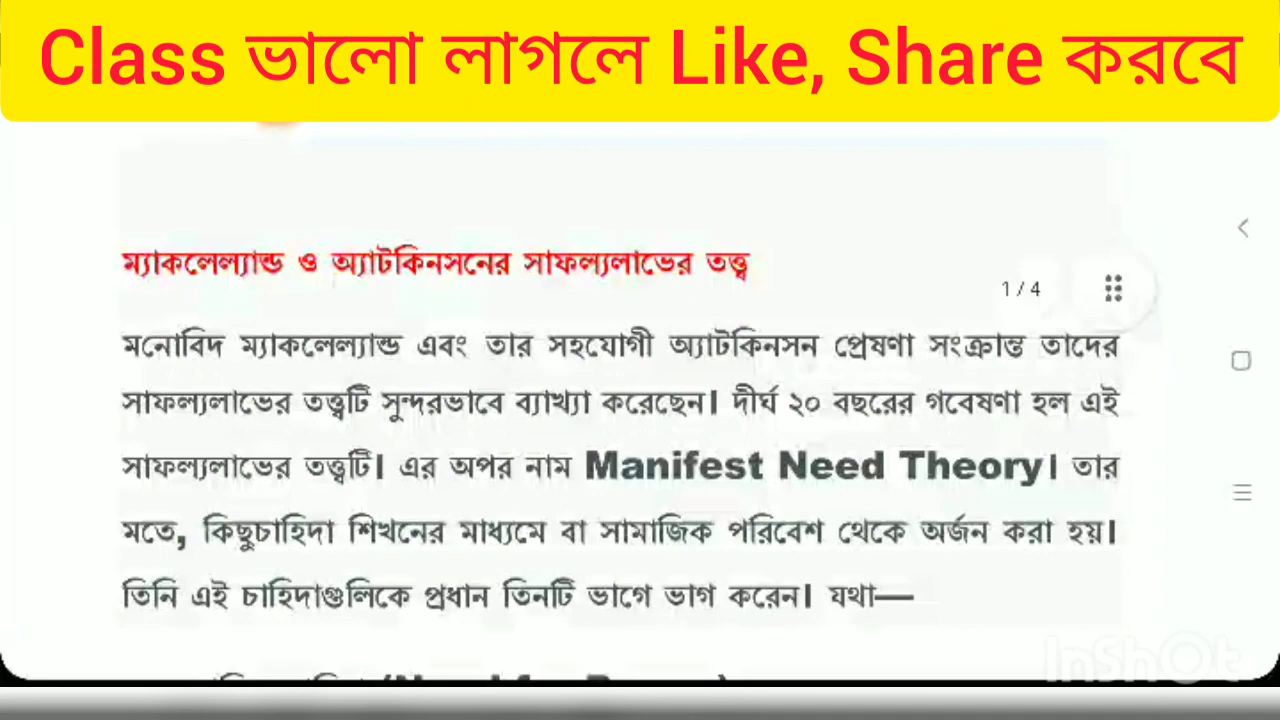 Class ভালো লাগলে Like, Share করবে
ম্যাকলেল্যান্ড ও অ্যাটকিনসনের সাফল্যলাভের তত্ত্ব
1 / 4
মনোবিদ ম্যাকলেল্যান্ড এবং তার সহযোগী অ্যাটকিনসন প্রেষণা সংক্রান্ত তাদের
সাফল্যলাভের তত্ত্বটি সুন্দরভাবে ব্যাখ্যা করেছেন। দীর্ঘ ২০ বছরের গবেষণা হল এই
সাফল্যলাভের তত্ত্বটি। এর অপর নাম Manifest Need Theory। তার
মতে, কিছুচাহিদা শিখনের মাধ্যমে বা সামাজিক পরিবেশ থেকে অর্জন করা হয়।
তিনি এই চাহিদাগুলিকে প্রধান তিনটি ভাগে ভাগ করেন। যথা—
InShOt